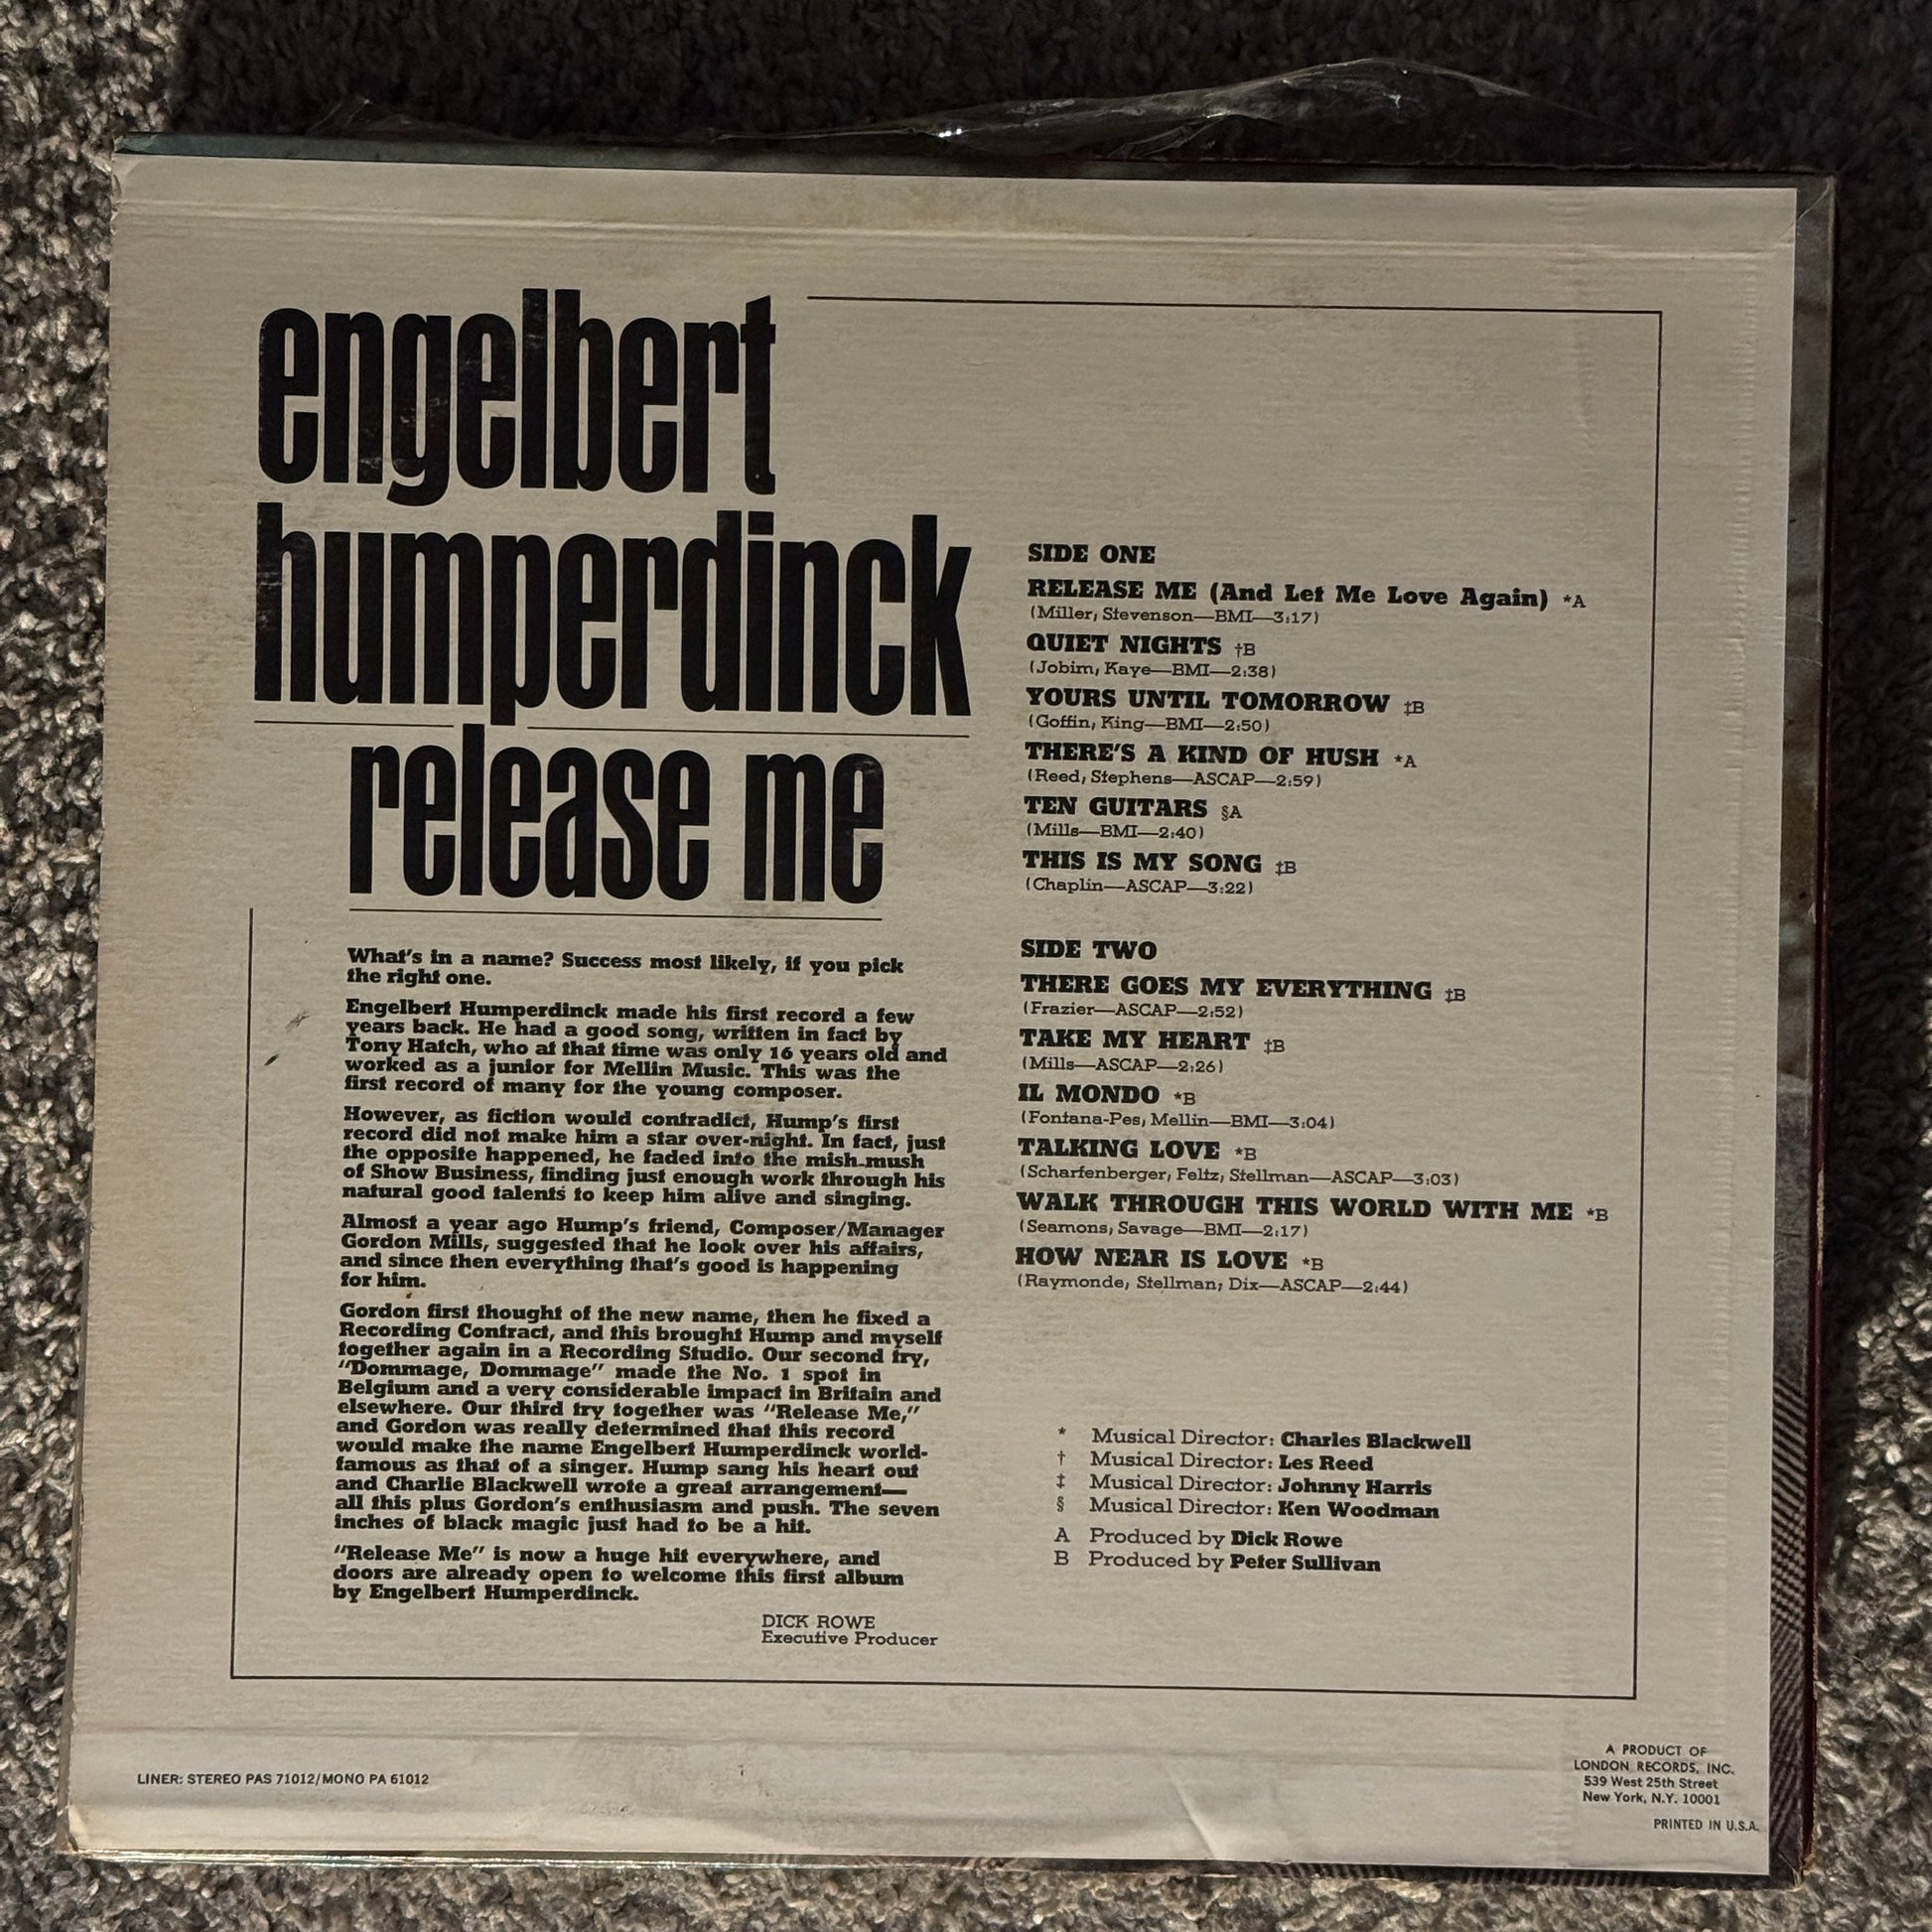 engelbert
humperdinck
release me
What's in a name? Success most likely, if you pick
the right one.
Engelbert Humperdinck made his first record a few
years back. He had a good song, written in fact by
Tony Hatch, who at that time was only 16 years old and
worked as a junior for Mellin Music. This was the
first record of many for the young composer.
However, as fiction would contradict, Hump's first
record did not make him a star over-night. In fact, just
the opposite happened, he faded into the mish-mush
of Show Business, finding just enough work through his
natural good talents to keep him alive and singing.
Almost a year ago Hump's friend, Composer/Manager
Gordon Mills, suggested that he look over his affairs,
and since then everything that's good is happening
for him.
Gordon first thought of the new name, then he fixed a
Recording Contract, and this brought Hump and myself
together again in a Recording Studio. Our second try,
"Dommage, Dommage" made the No. 1 spot in
Belgium and a very considerable impact in Britain and
elsewhere. Our third try together was "Release Me,"
and Gordon was really determined that this record
would make the name Engelbert Humperdinck world-
famous as that of a singer. Hump sang his heart out
and Charlie Blackwell wrote a great arrangement—
all this plus Gordon's enthusiasm and push. The seven
inches of black magic just had to be a hit.
"Release Me" is now a huge hit everywhere, and
doors are already open to welcome this first album
by Engelbert Humperdinck.
DICK ROWE
Executive Producer
SIDE ONE
RELEASE ME (And Let Me Love Again) *A
(Miller, Stevenson—BMI—3:17)
QUIET NIGHTS †B
(Jobim, Kaye—BMI—2:38)
YOURS UNTIL TOMORROW ‡B
(Goffin, King—BMI—2:50)
THERE'S A KIND OF HUSH *A
(Reed, Stephens—ASCAP—2:59)
TEN GUITARS §A
(Mills—BMI—2:40)
THIS IS MY SONG ‡B
(Chaplin—ASCAP—3:22)
SIDE TWO
THERE GOES MY EVERYTHING ‡B
(Frazier—ASCAP—2:52)
TAKE MY HEART ‡B
(Mills—ASCAP—2:26)
IL MONDO *B
(Fontana-Pes, Mellin—BMI—3:04)
TALKING LOVE *B
(Scharfenberger, Feltz, Stellman—ASCAP—3:03)
WALK THROUGH THIS WORLD WITH ME *B
(Seamons, Savage—BMI—2:17)
HOW NEAR IS LOVE *B
(Raymonde, Stellman, Dix—ASCAP—2:44)
* Musical Director: Charles Blackwell
† Musical Director: Les Reed
‡ Musical Director: Johnny Harris
§ Musical Director: Ken Woodman
A Produced by Dick Rowe
B Produced by Peter Sullivan
LINER: STEREO PAS 71012/MONO PA 61012
A PRODUCT OF
LONDON RECORDS, INC.
539 West 25th Street
New York, N.Y. 10001
PRINTED IN U.S.A.